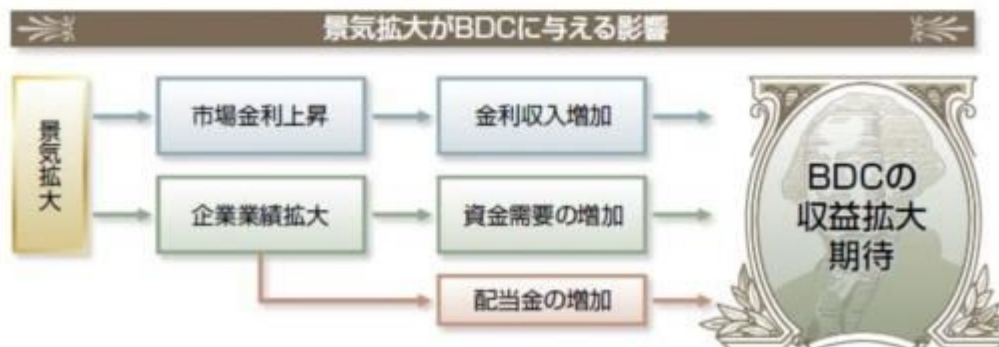 景気拡大がBDCに与える影響
景気拡大
市場金利上昇
金利収入増加
企業業績拡大
資金需要の増加
配当金の増加
BDCの
収益拡大
期待